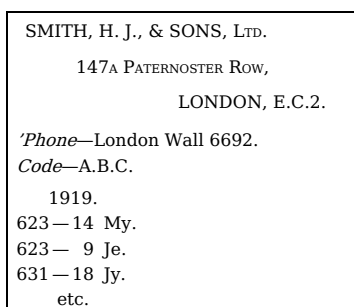 SMITH, H. J., & SONS, LTD.
147A PATERNOSTER ROW,
LONDON, E.C.2.
'Phone—London Wall 6692.
Code—A.B.C.
1919.
623—14 My.
623— 9 Je.
631—18 Jy.
etc.